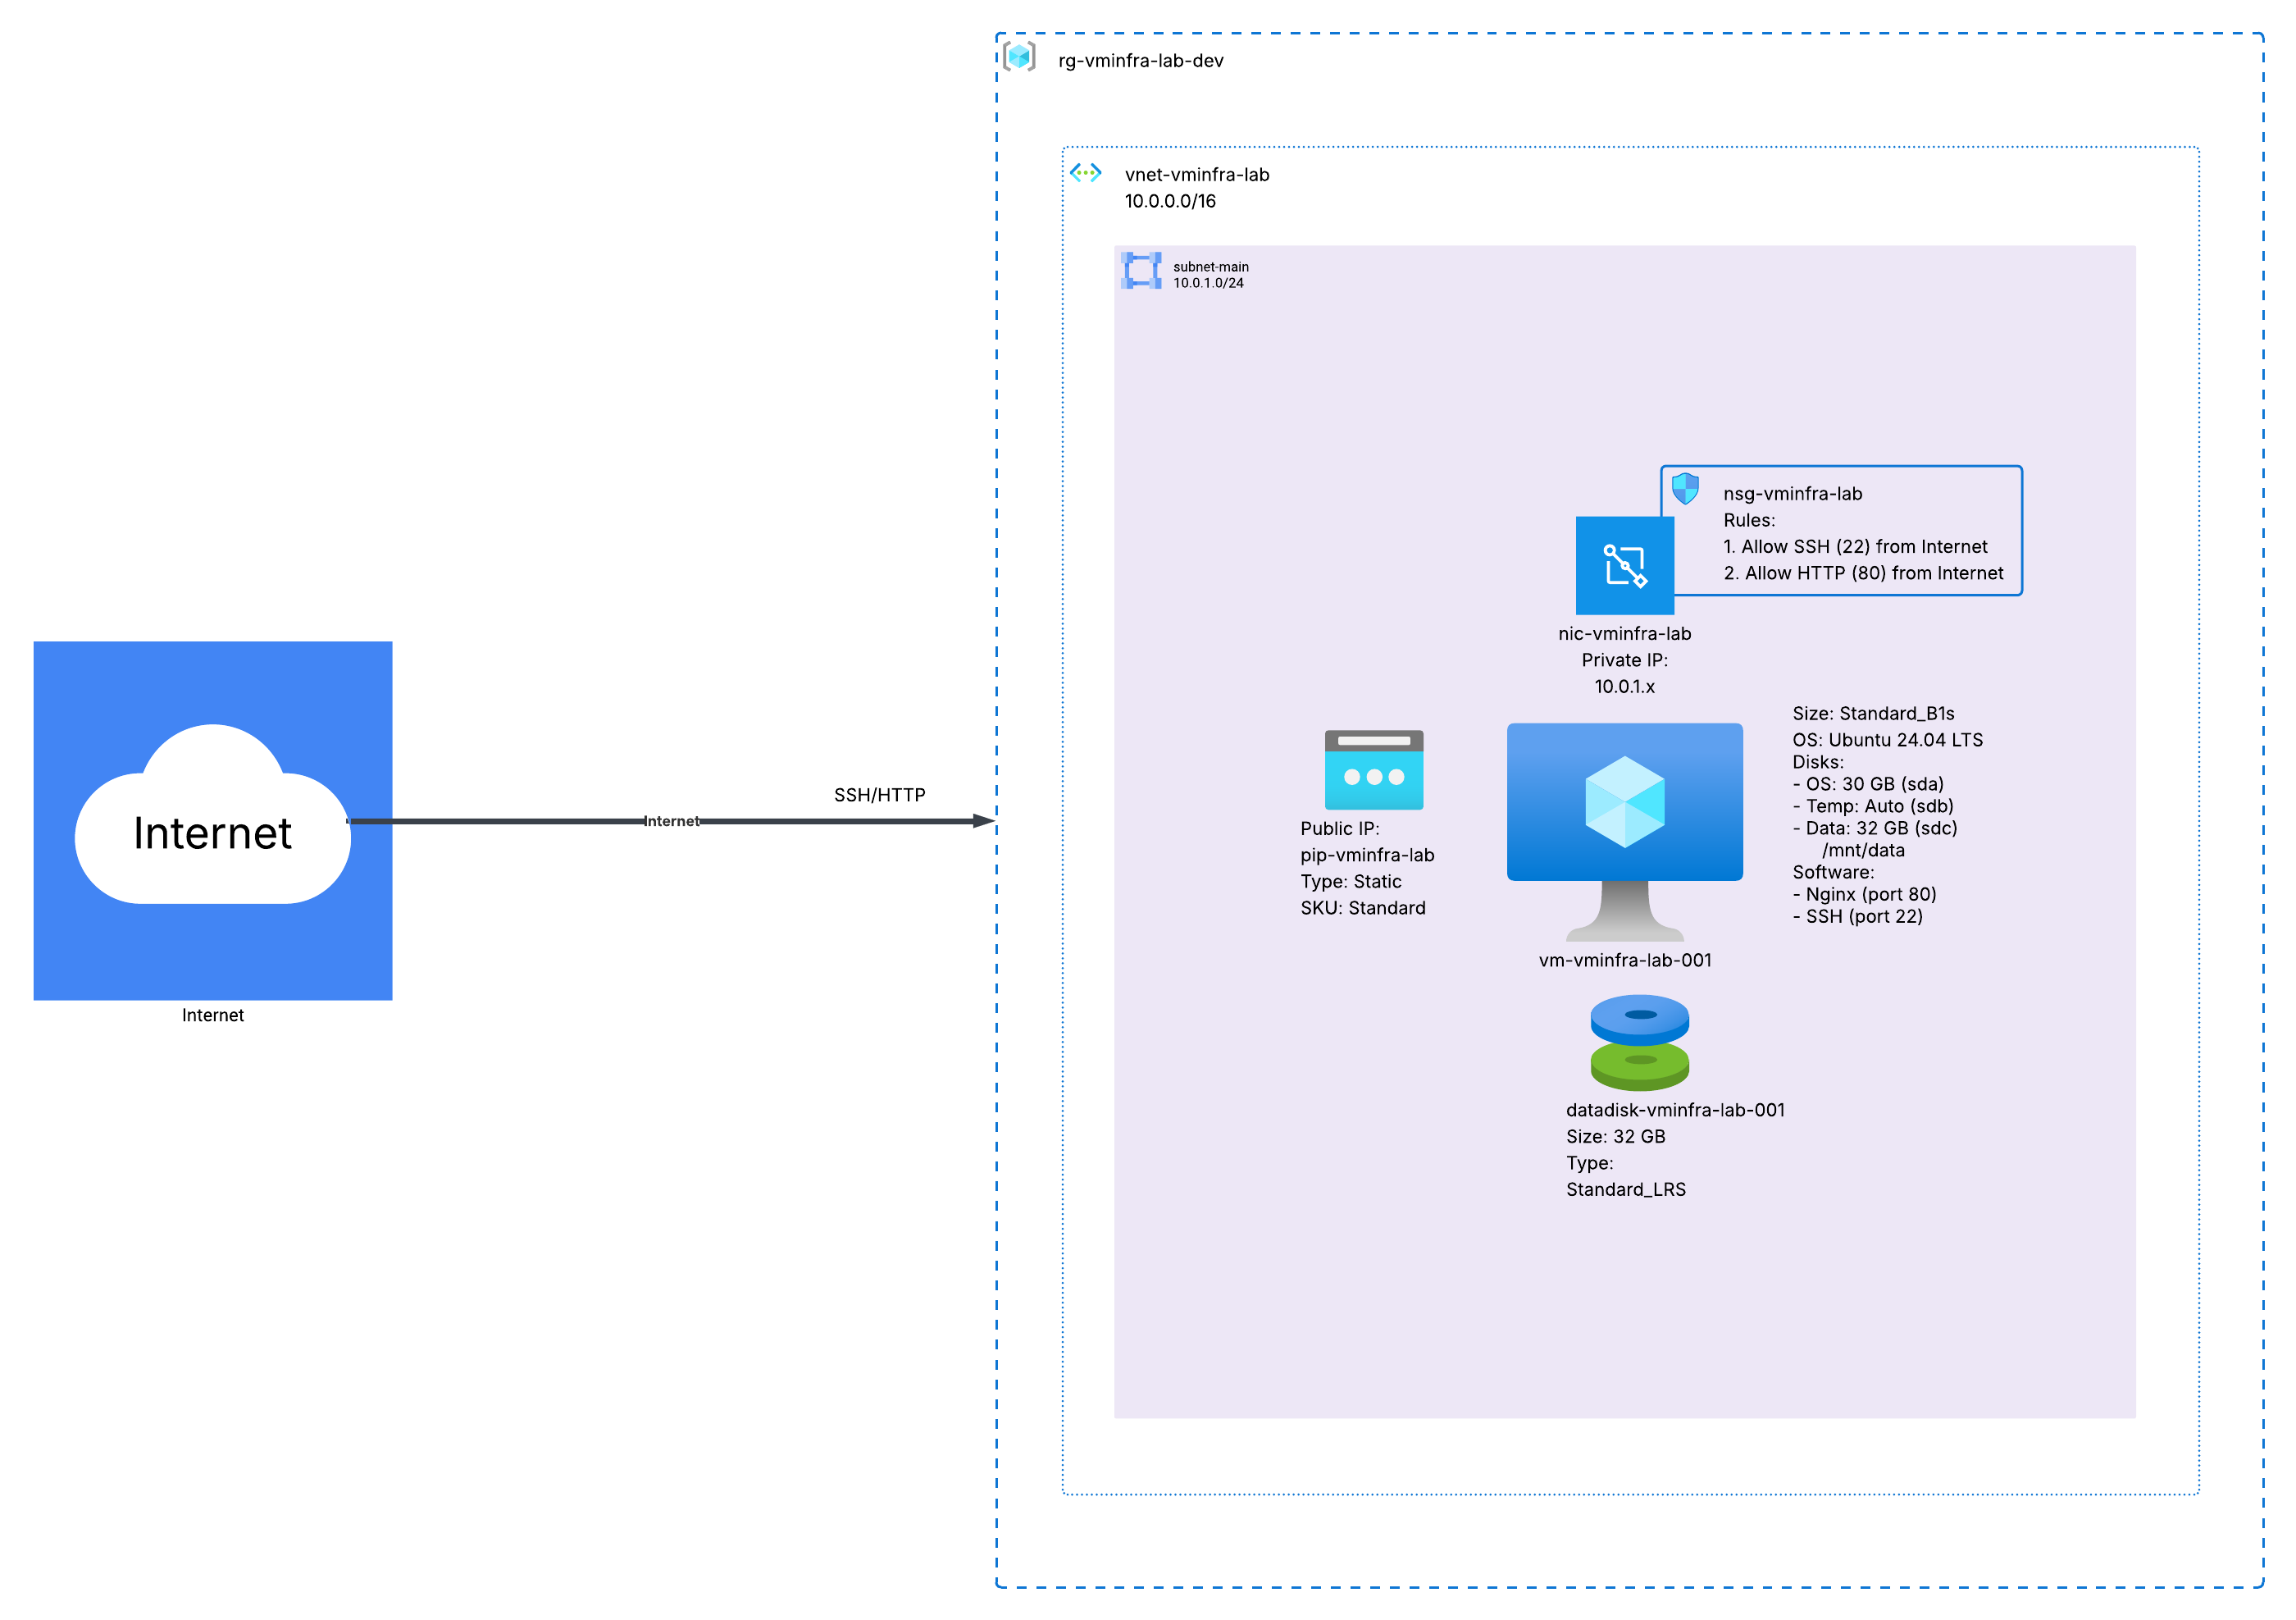 rg-vminfra-lab-dev
vnet-vminfra-lab
10.0.0.0/16
subnet-main
10.0.1.0/24
nsg-vminfra-lab
Rules:
1. Allow SSH (22) from Internet
2. Allow HTTP (80) from Internet
nic-vminfra-lab
Private IP:
10.0.1.x
Internet
Internet
SSH/HTTP
Internet
Public IP:
pip-vminfra-lab
Type: Static
SKU: Standard
Size: Standard_B1s
OS: Ubuntu 24.04 LTS
Disks:
- OS: 30 GB (sda)
- Temp: Auto (sdb)
- Data: 32 GB (sdc)
/mnt/data
Software:
- Nginx (port 80)
- SSH (port 22)
vm-vminfra-lab-001
datadisk-vminfra-lab-001
Size: 32 GB
Type:
Standard_LRS